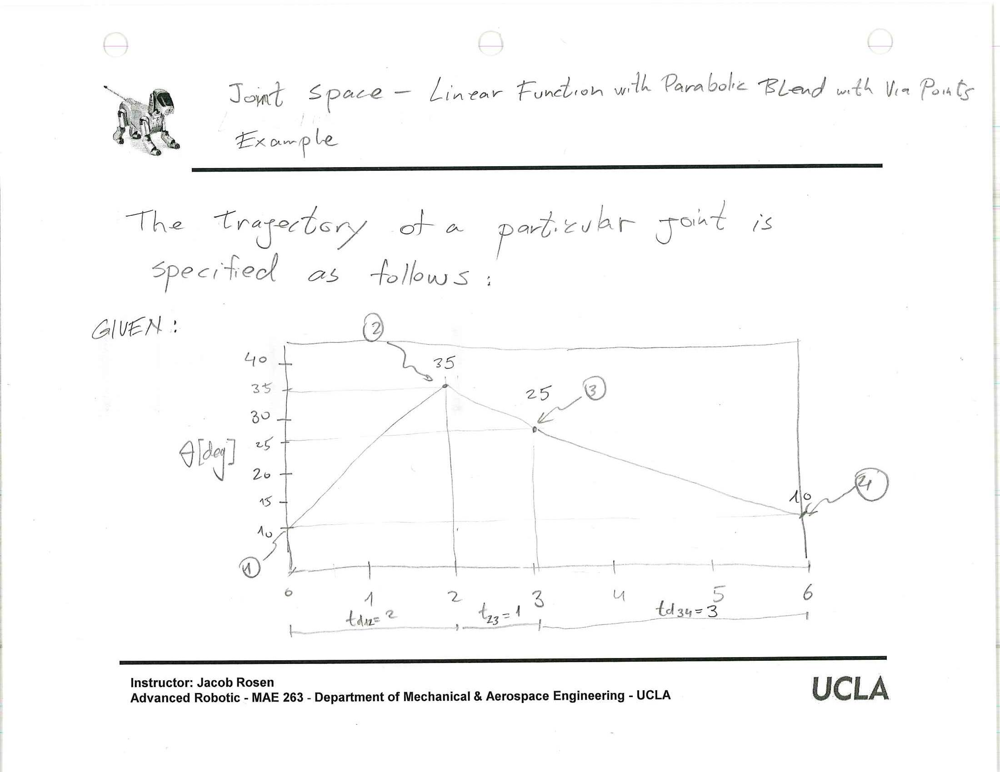 Joint Space - Linear Function with Parabolic Blend with Via Points
Example
The trajectory of a particular joint is
specified as follows:
GIVEN:
2
40
35
35
25
3
30
θ[deg]
25
20
4
15
10
10
1
0 1 2 3 4 5 6
td12= 2
t23=1
td34=3
Instructor: Jacob Rosen
Advanced Robotic - MAE 263 - Department of Mechanical & Aerospace Engineering - UCLA
UCLA